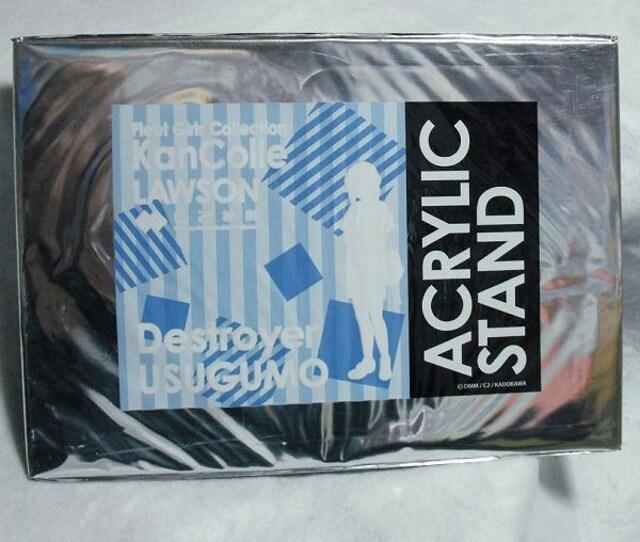 Fleet Girls Collection
KanColle
LAWSON
Destroyer
USUGUMO
ACRYLIC
STAND
© DMM / C2 / KADOKAWA